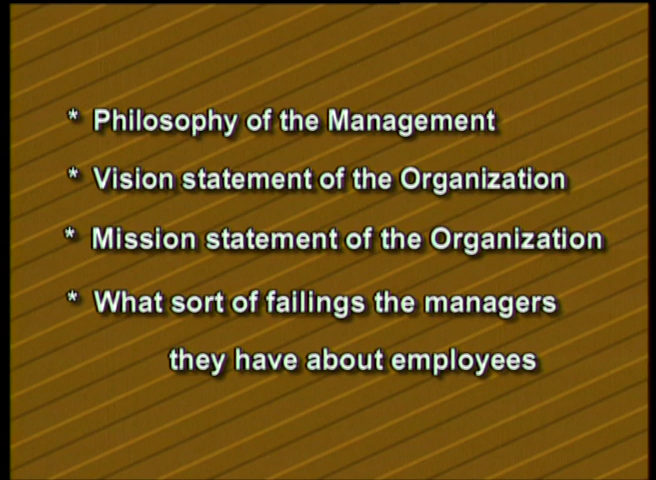 * Philosophy of the Management
* Vision statement of the Organization
* Mission statement of the Organization
* What sort of failings the managers
they have about employees